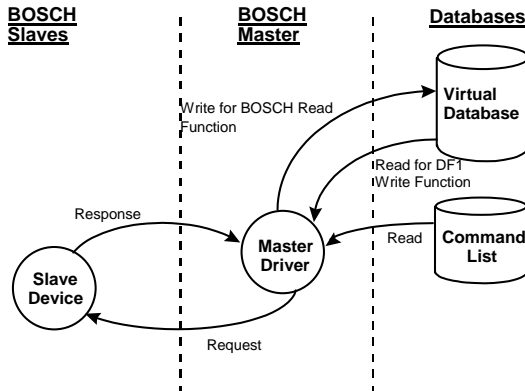 BOSCH
Slaves
BOSCH
Master
Databases
Virtual
Database
Write for BOSCH Read
Function
Read for DF1
Write Function
Response
Master
Driver
Read
Command
List
Slave
Device
Request